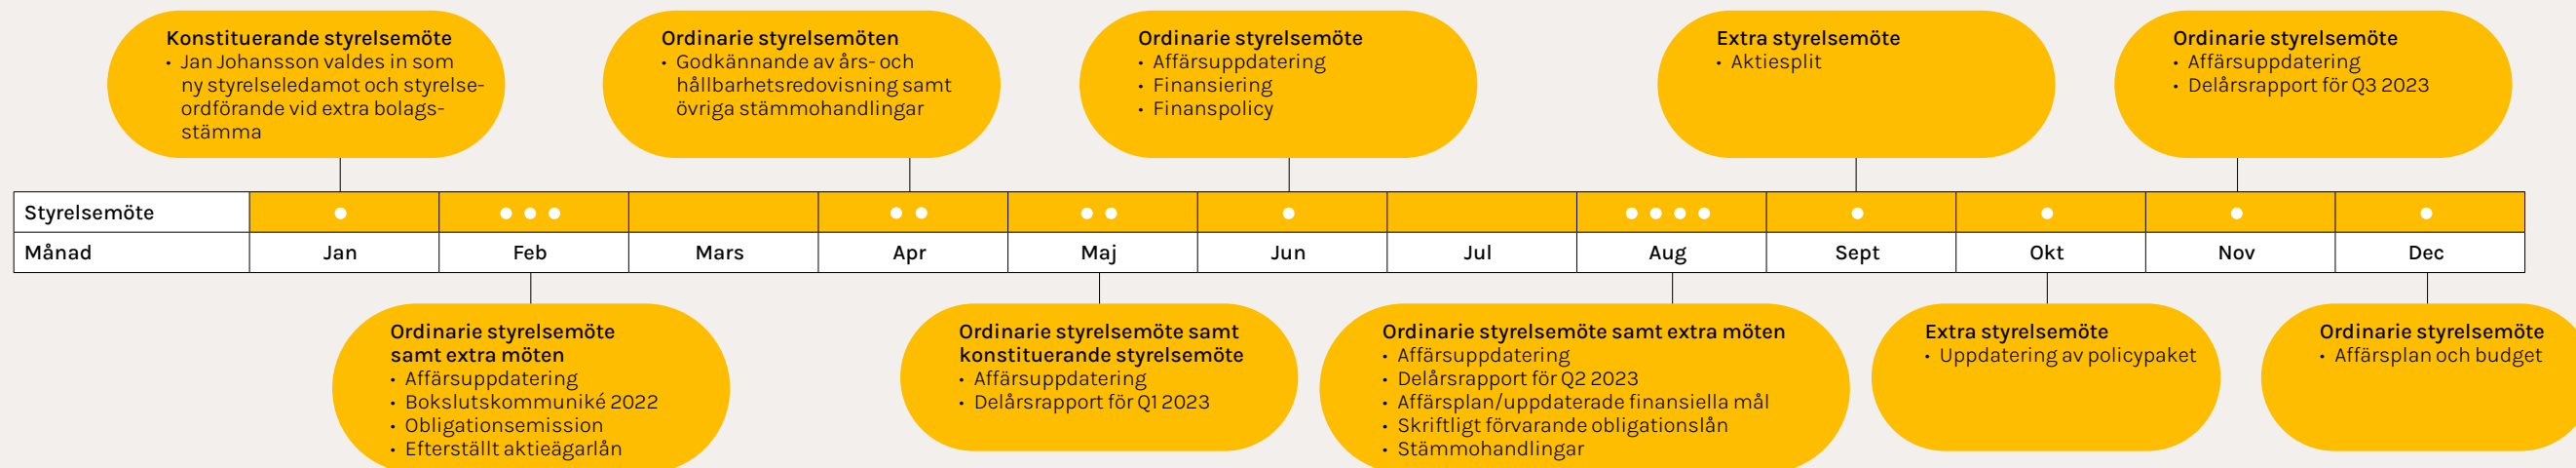 Konstituerande styrelsemöte
• Jan Johansson valdes in som
ny styrelseledamot och styrelse-
ordförande vid extra bolags-
stämma
Ordinarie styrelsemöten
• Godkännande av års- och
hållbarhetsredovisning samt
övriga stämmohandlingar
Ordinarie styrelsemöte
• Affärsuppdatering
• Finansiering
• Finanspolicy
Extra styrelsemöte
• Aktiesplit
Ordinarie styrelsemöte
• Affärsuppdatering
• Delårsrapport för Q3 2023
Styrelsemöte
Månad Jan Feb Mars Apr Maj Jun Jul Aug Sept Okt Nov Dec
Ordinarie styrelsemöte
samt extra möten
• Affärsuppdatering
• Bokslutskommuniké 2022
• Obligationsemission
• Efterställt aktieägarlån
Ordinarie styrelsemöte samt
konstituerande styrelsemöte
• Affärsuppdatering
• Delårsrapport för Q1 2023
Ordinarie styrelsemöte samt extra möten
• Affärsuppdatering
• Delårsrapport för Q2 2023
• Affärsplan/uppdaterade finansiella mål
• Skriftligt förvarande obligationslån
• Stämmohandlingar
Extra styrelsemöte
• Uppdatering av policypaket
Ordinarie styrelsemöte
• Affärsplan och budget